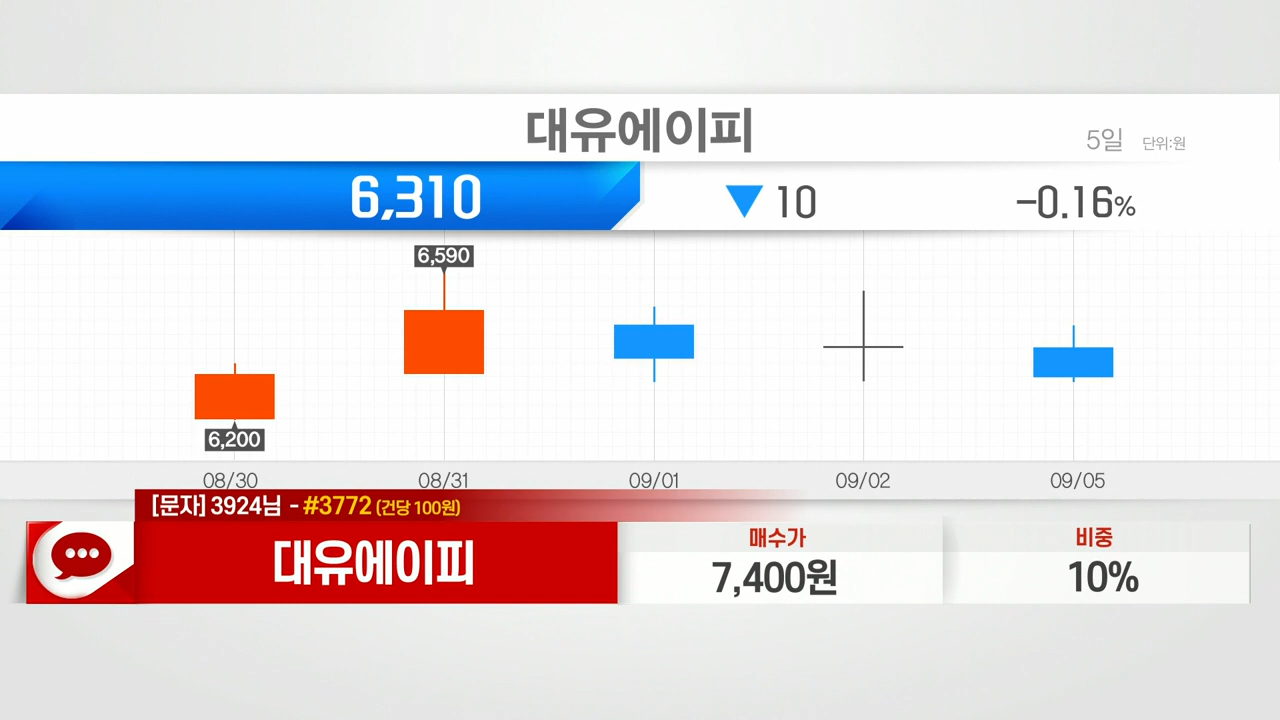 대유에이피
5일 단위:원
6,310 ▼ 10 -0.16%
6,590
6,200
08/30 08/31 09/01 09/02 09/05
[문자] 3924님 - #3772 (건당 100원)
대유에이피
매수가
7,400원
비중
10%